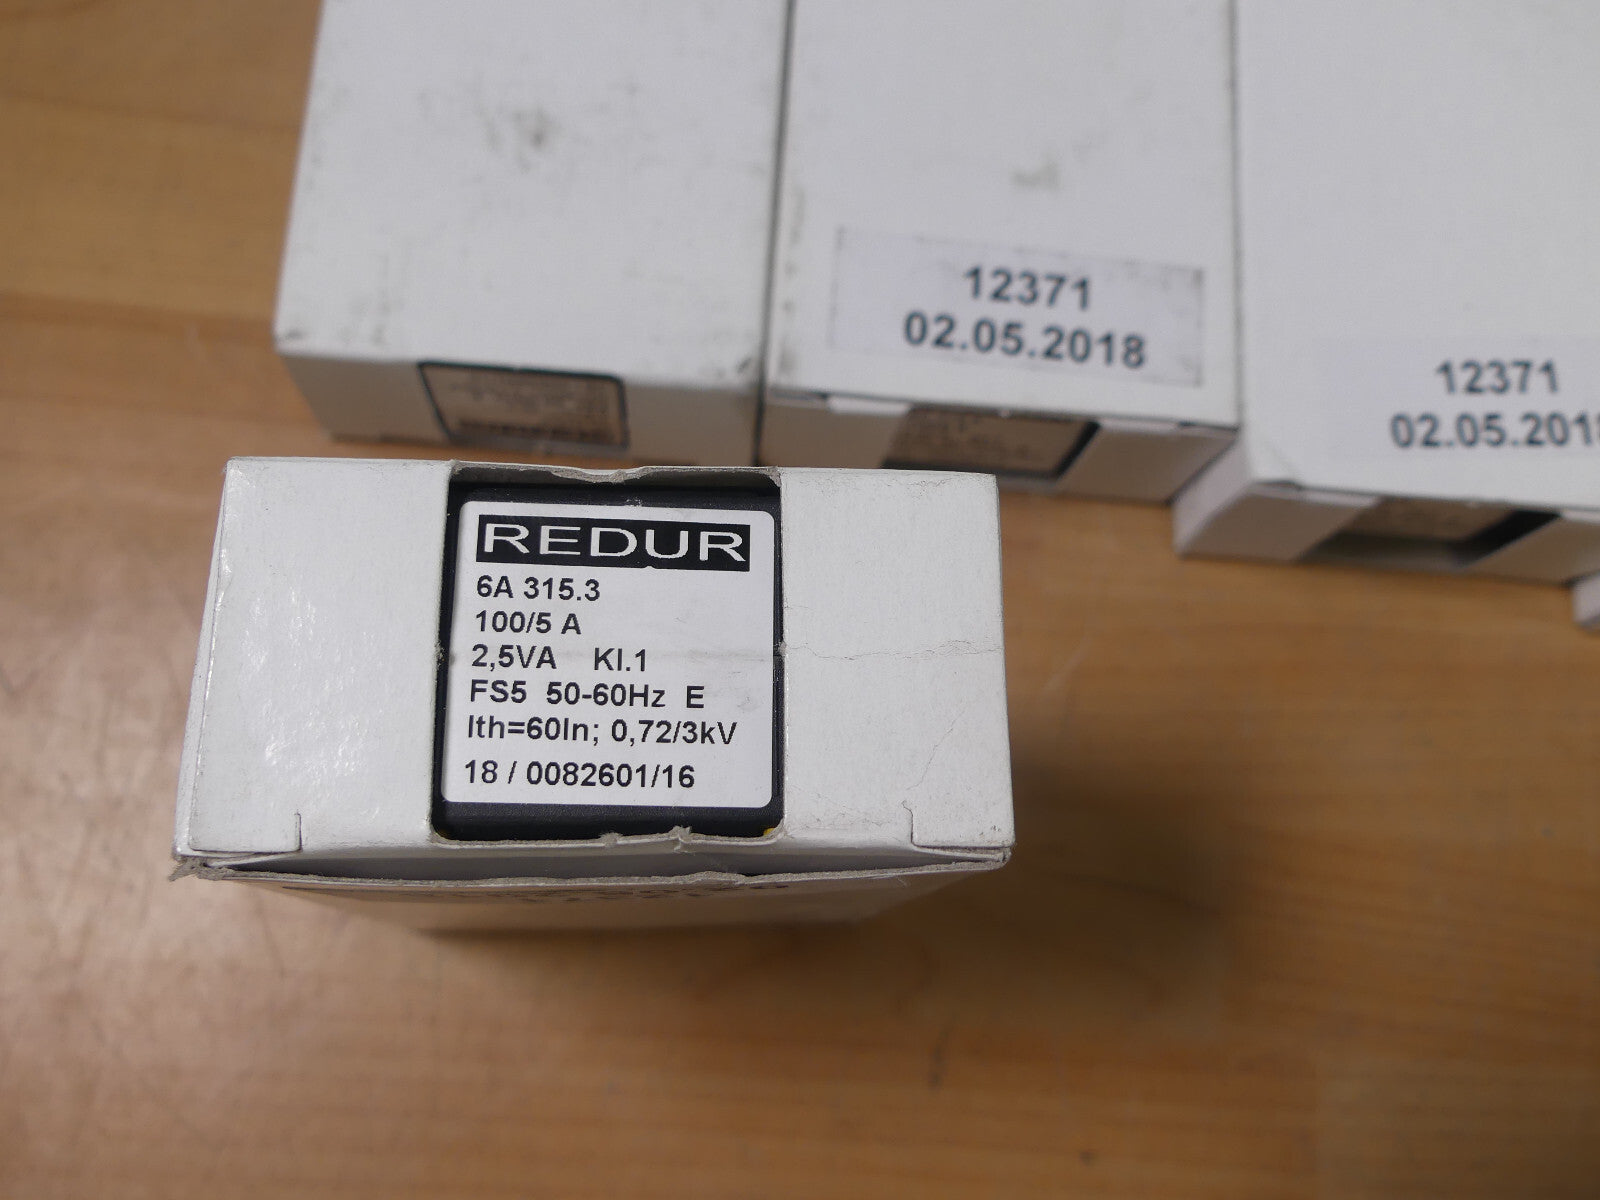 12371
02.05.2018
12371
02.05.201
REDUR
6A 315.3
100/5 A
2,5VA Kl.1
FS5 50-60Hz E
Ith=60In; 0,72/3kV
18 / 0082601/16